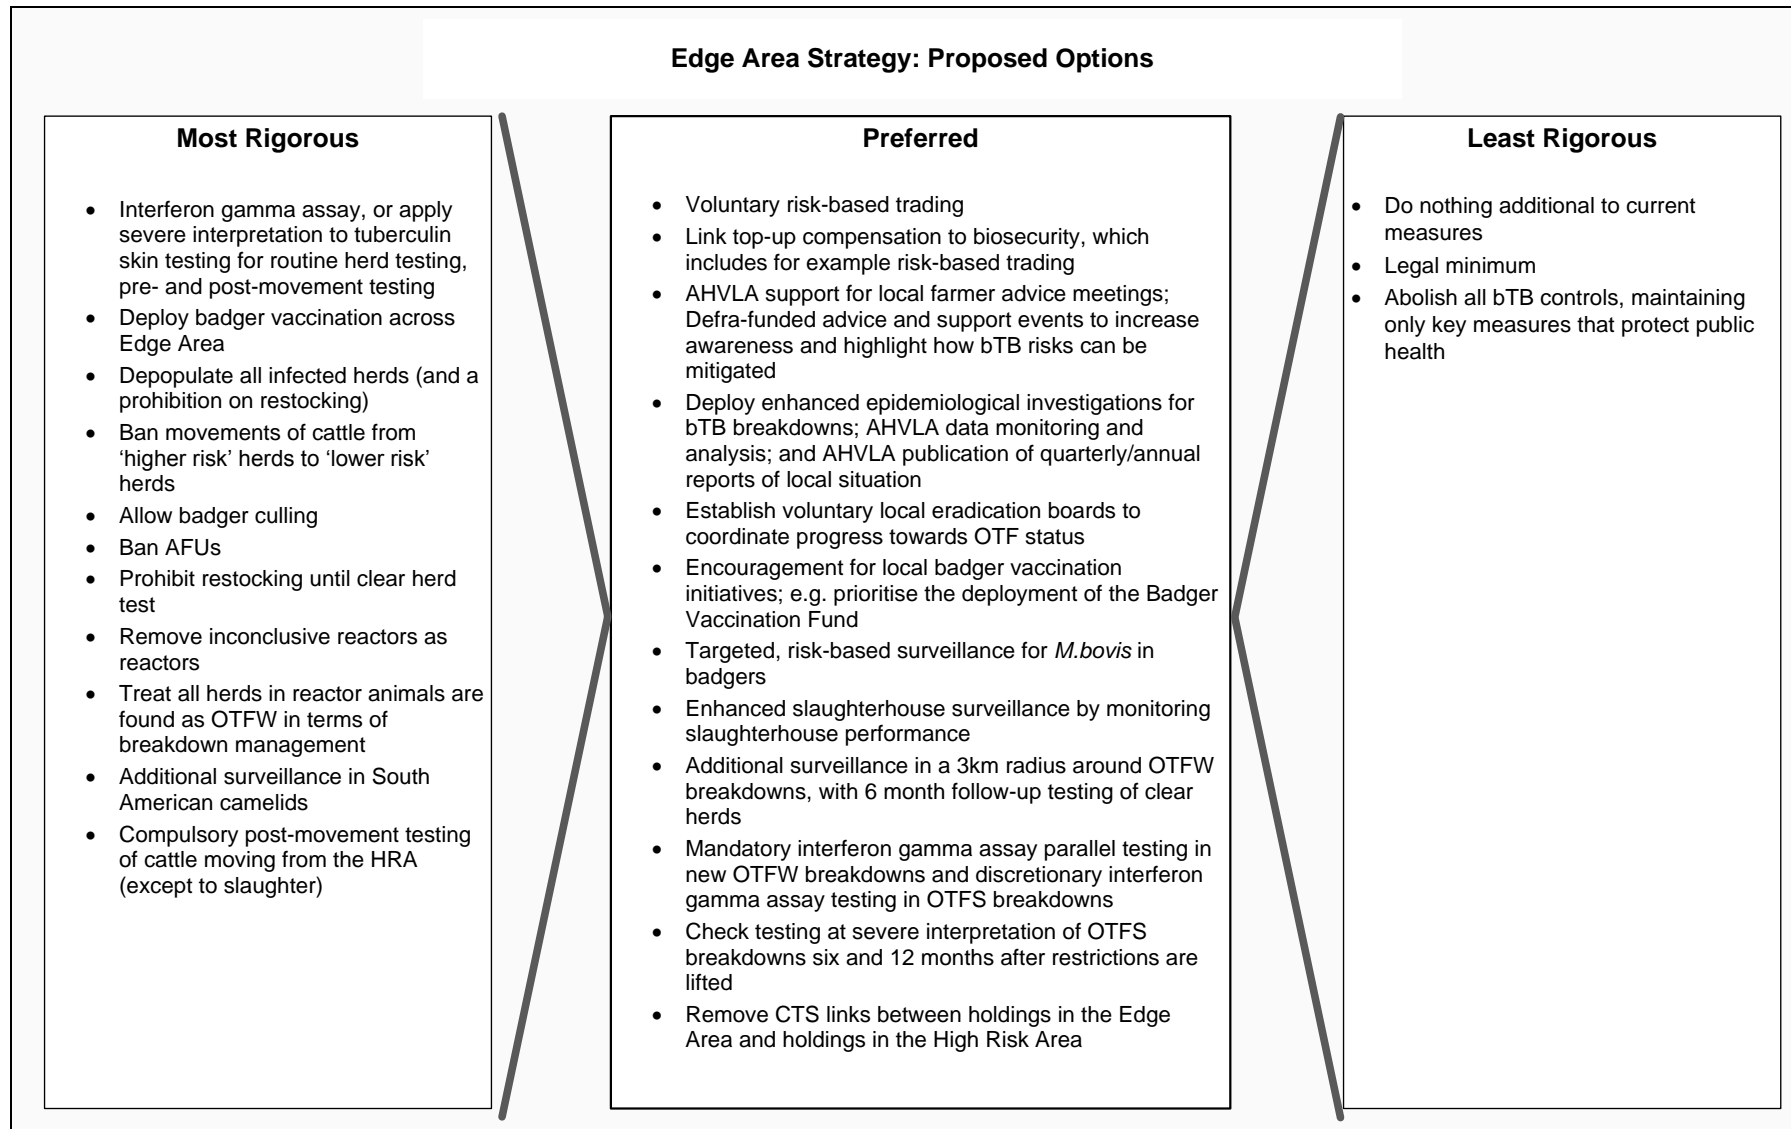 Edge Area Strategy: Proposed Options
Most Rigorous
• Interferon gamma assay, or apply
severe interpretation to tuberculin
skin testing for routine herd testing,
pre- and post-movement testing
• Deploy badger vaccination across
Edge Area
• Depopulate all infected herds (and a
prohibition on restocking)
• Ban movements of cattle from
‘higher risk’ herds to ‘lower risk’
herds
• Allow badger culling
• Ban AFUs
• Prohibit restocking until clear herd
test
• Remove inconclusive reactors as
reactors
• Treat all herds in reactor animals are
found as OTFW in terms of
breakdown management
• Additional surveillance in South
American camelids
• Compulsory post-movement testing
of cattle moving from the HRA
(except to slaughter)
Preferred
• Voluntary risk-based trading
• Link top-up compensation to biosecurity, which
includes for example risk-based trading
• AHVLA support for local farmer advice meetings;
Defra-funded advice and support events to increase
awareness and highlight how bTB risks can be
mitigated
• Deploy enhanced epidemiological investigations for
bTB breakdowns; AHVLA data monitoring and
analysis; and AHVLA publication of quarterly/annual
reports of local situation
• Establish voluntary local eradication boards to
coordinate progress towards OTF status
• Encouragement for local badger vaccination
initiatives; e.g. prioritise the deployment of the Badger
Vaccination Fund
• Targeted, risk-based surveillance for M.bovis in
badgers
• Enhanced slaughterhouse surveillance by monitoring
slaughterhouse performance
• Additional surveillance in a 3km radius around OTFW
breakdowns, with 6 month follow-up testing of clear
herds
• Mandatory interferon gamma assay parallel testing in
new OTFW breakdowns and discretionary interferon
gamma assay testing in OTFS breakdowns
• Check testing at severe interpretation of OTFS
breakdowns six and 12 months after restrictions are
lifted
• Remove CTS links between holdings in the Edge
Area and holdings in the High Risk Area
Least Rigorous
• Do nothing additional to current
measures
• Legal minimum
• Abolish all bTB controls, maintaining
only key measures that protect public
health